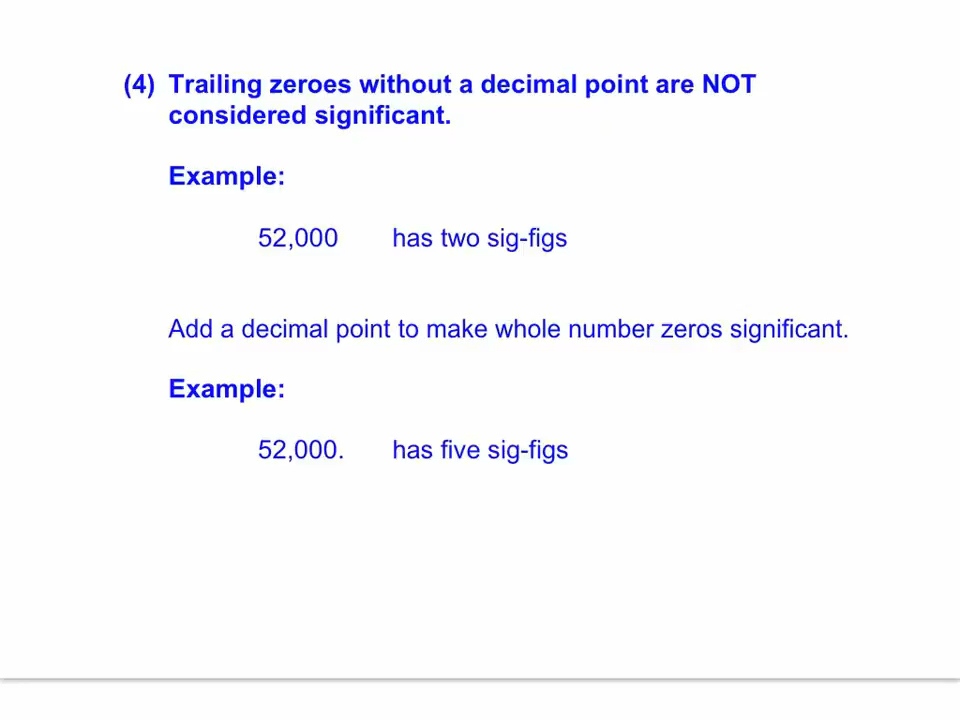 (4) Trailing zeroes without a decimal point are NOT
considered significant.
Example:
52,000 has two sig-figs
Add a decimal point to make whole number zeros significant.
Example:
52,000. has five sig-figs